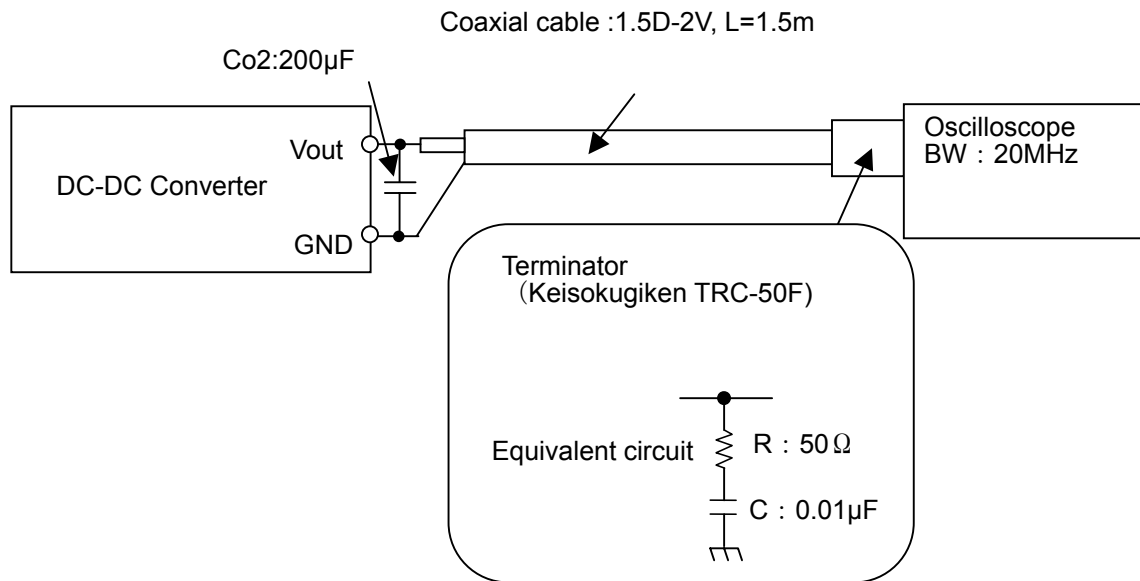 Coaxial cable :1.5D-2V, L=1.5m
Co2:200µF
Vout
DC-DC Converter
GND
Oscilloscope
BW：20MHz
Terminator
（Keisokugiken TRC-50F)
Equivalent circuit
R：50Ω
C：0.01µF